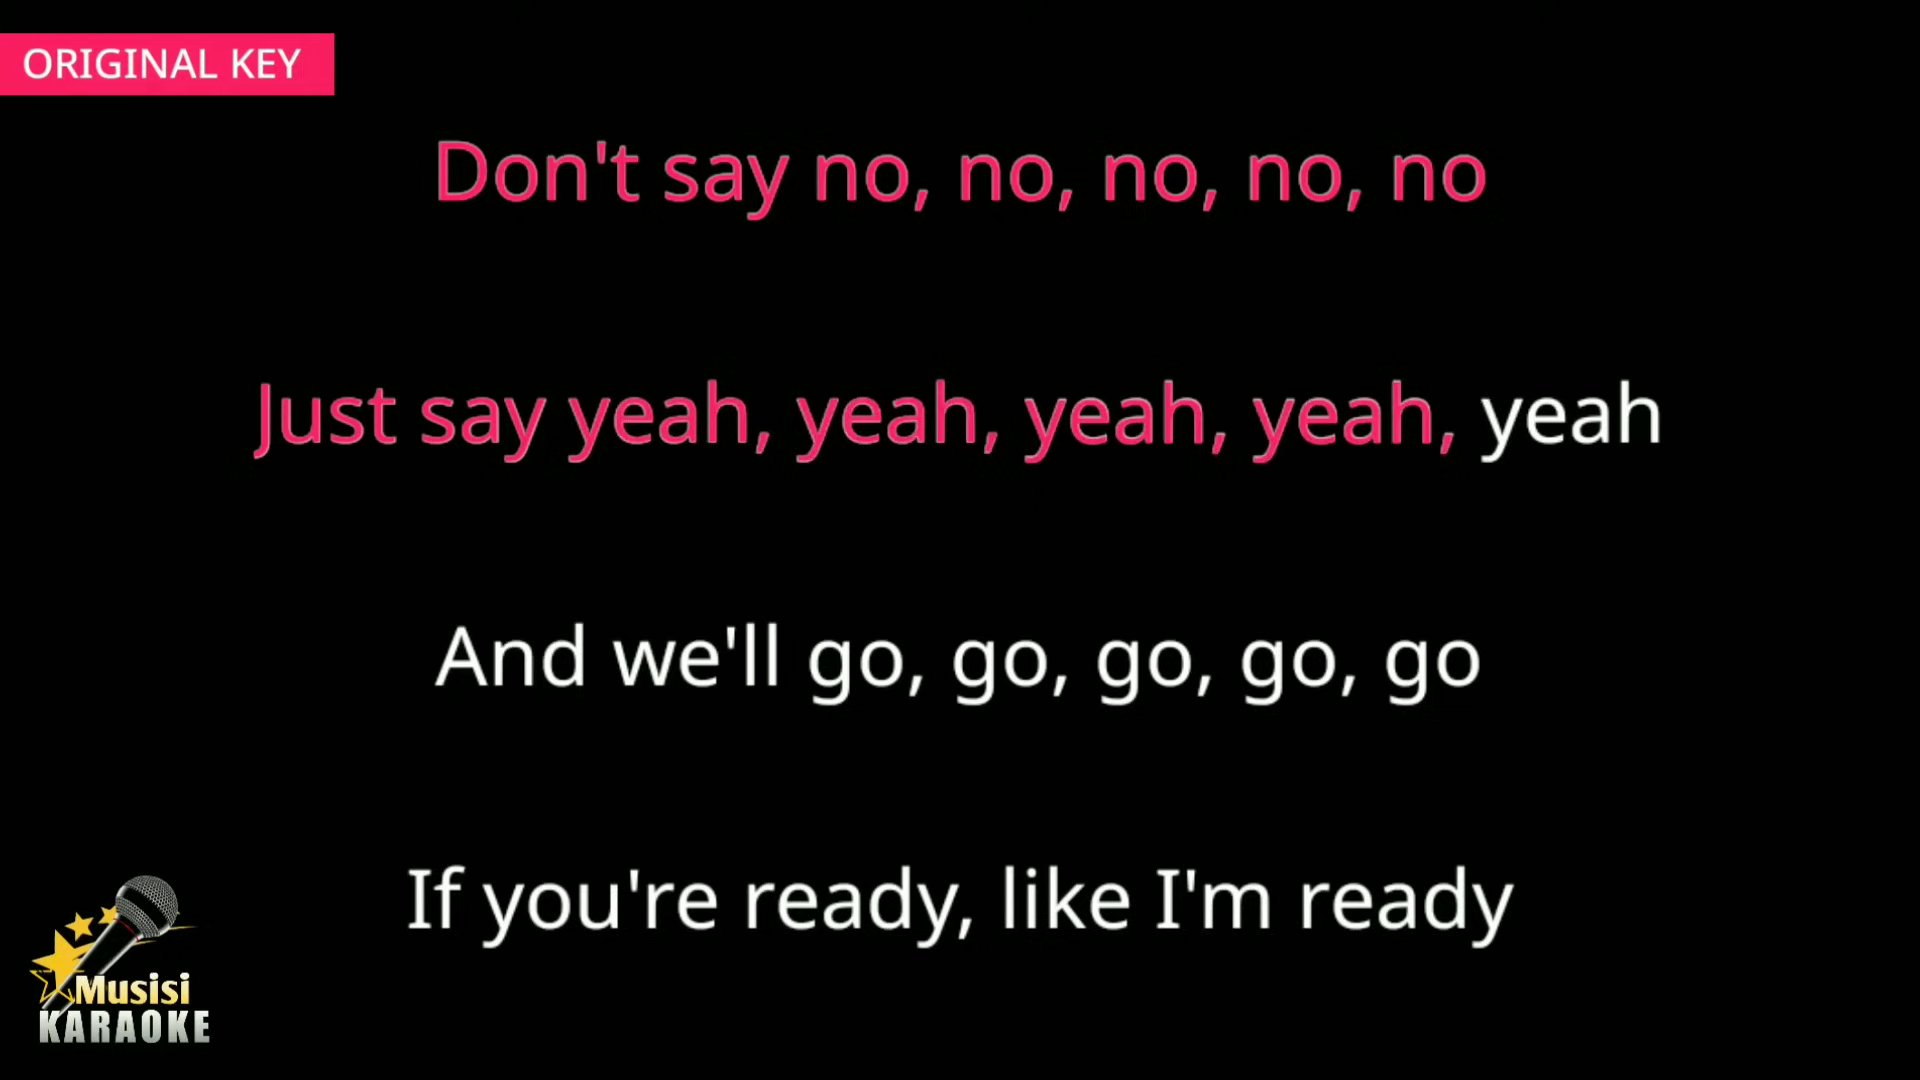 ORIGINAL KEY
Don't say no, no, no, no, no
Just say yeah, yeah, yeah, yeah, yeah
And we'll go, go, go, go, go
If you're ready, like I'm ready
Musisi
KARAOKE